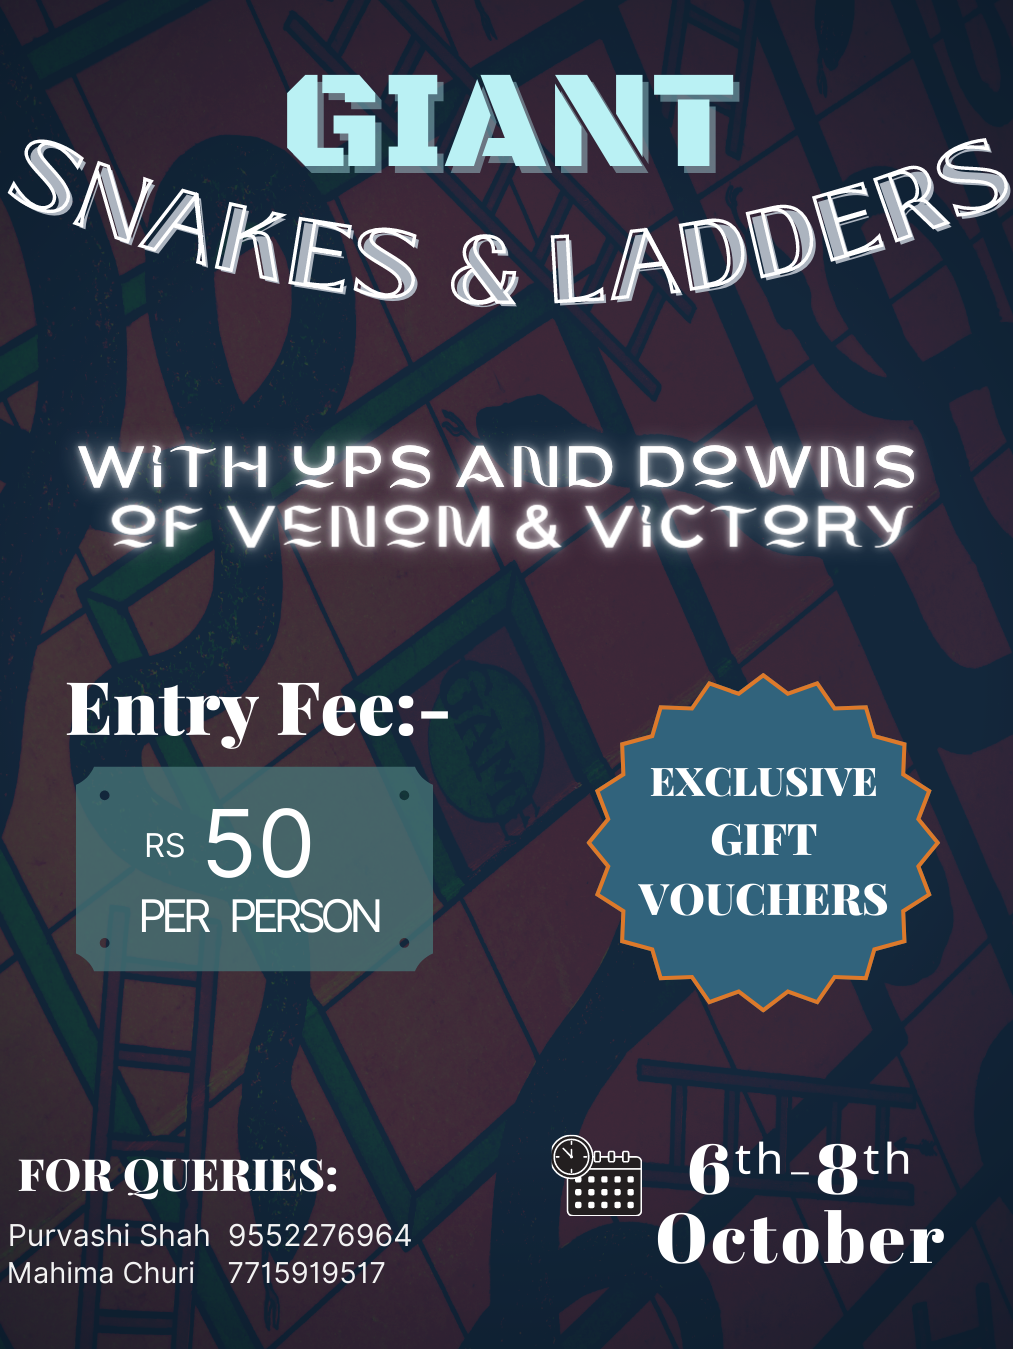 GIANT
SNAKES & LADDERS
WITH UPS AND DOWNS
OF VENOM & VICTORY
Entry Fee:-
RS 50
PER PERSON
EXCLUSIVE
GIFT
VOUCHERS
FOR QUERIES:
Purvashi Shah 9552276964
Mahima Churi 7715919517
6th-8th
October